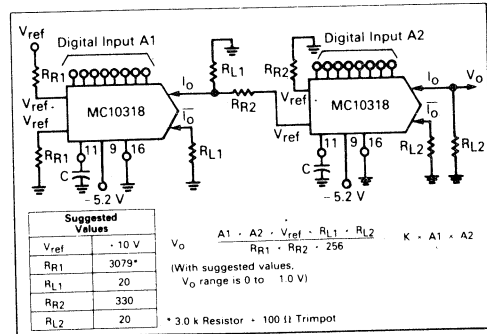 Vref
Digital Input A1
RR1
Vref
Vref
MC10318
IO
IO
RR1
11 9 16
C
- 5.2 V
RL1
RR2
RL1
Digital Input A2
RR2
Vref
Vref
MC10318
IO
IO
VO
RL2
RL2
11 9 16
C
- 5.2 V
Suggested Values
Vref · 10 V
RR1 3079*
RL1 20
RR2 330
RL2 20
VO A1 · A2 · Vref · RL1 · RL2
RR1 · RR2 · 256
K · A1 · A2
(With suggested values,
VO range is 0 to 1.0 V)
* 3.0 k Resistor + 100 Ω Trimpot